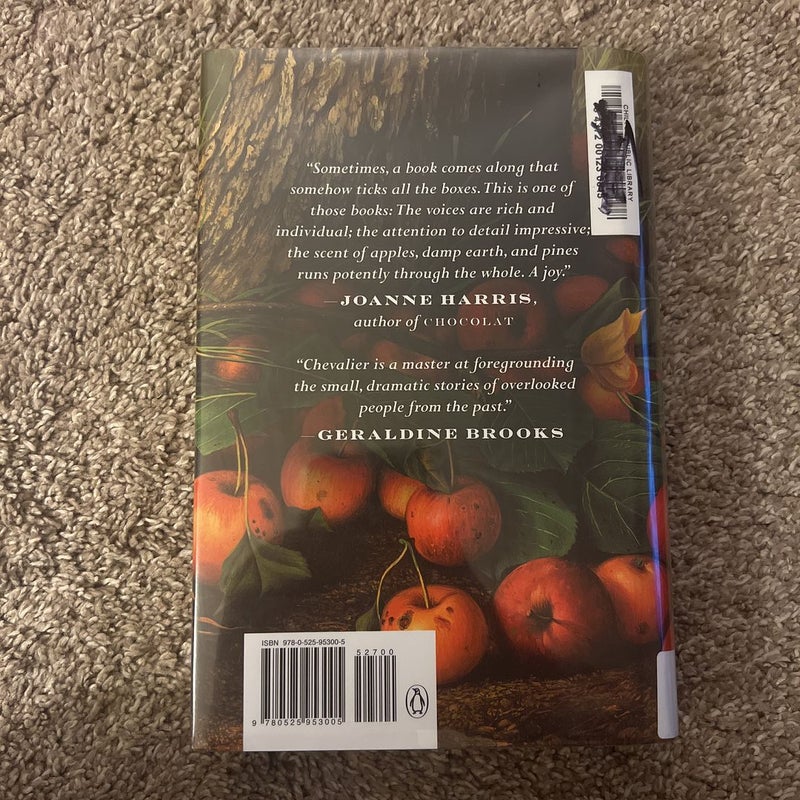 “Sometimes, a book comes along that
somehow ticks all the boxes. This is one of
those books: The voices are rich and
individual; the attention to detail impressive;
the scent of apples, damp earth, and pines
runs potently through the whole. A joy.”
—JOANNE HARRIS,
author of CHOCOLAT
“Chevalier is a master at foregrounding
the small, dramatic stories of overlooked
people from the past.”
—GERALDINE BROOKS
LIBRARY
ISBN 978-0-525-95300-5
52700
9 780525 953005